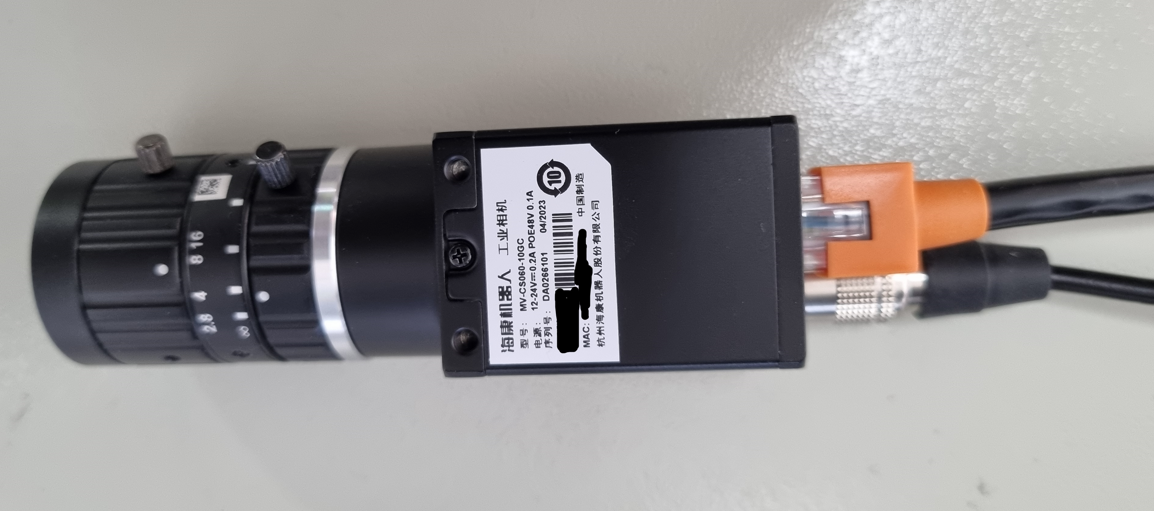 海康机器人 工业相机
型号: MV-CS060-10GC
电源: 12-24V⎓0.2A POE48V 0.1A
序列号: DA0266101 04/2023
MAC:
中国制造
杭州海康机器人股份有限公司
10
8 16
2.8 4
∞